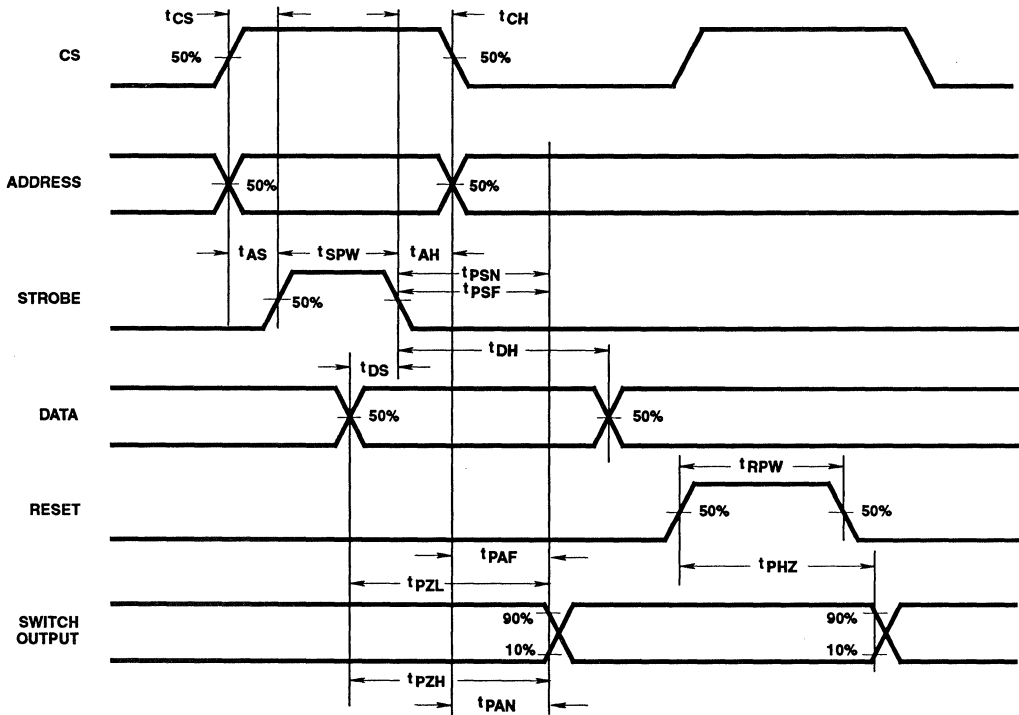 tCS tCH
CS 50% 50%
ADDRESS 50% 50%
tAS tSPW tAH tPSN
tPSF
STROBE 50%
tDH
tDS
DATA 50% 50%
tRPW
RESET 50% 50%
tPAF tPHZ
tPZL
SWITCH OUTPUT 90% 90%
10% 10%
tPZH
tPAN